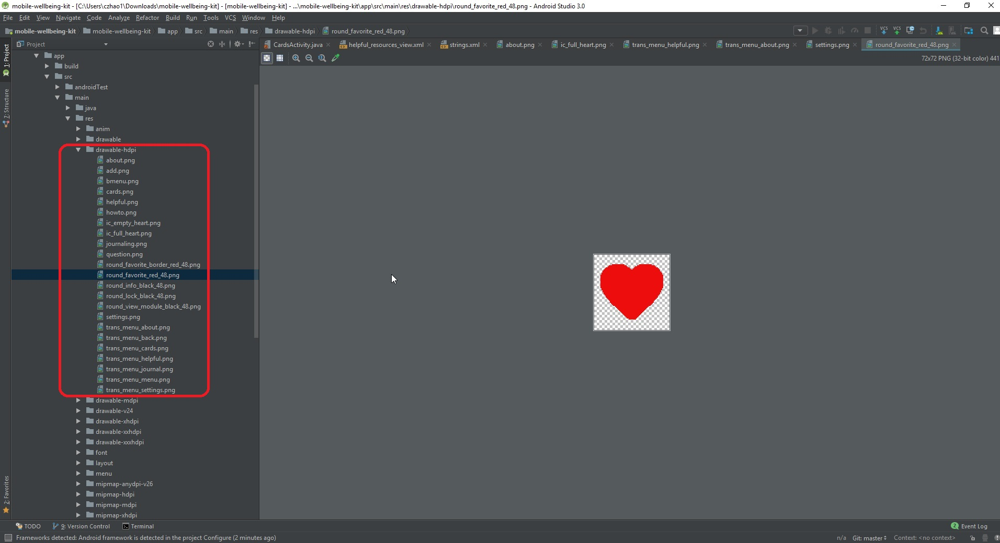 mobile-wellbeing-kit - [C:\Users\czhao1\Downloads\mobile-wellbeing-kit] - [mobile-wellbeing-kit] - ...\mobile-wellbeing-kit\app\src\main\res\drawable-hdpi\round_favorite_red_48.png - Android Studio 3.0
File Edit View Navigate Code Analyze Refactor Build Run Tools VCS Window Help
mobile-wellbeing-kit mobile-wellbeing-kit app src main res drawable-hdpi round_favorite_red_48.png VCS VCS
Project CardsActivity.java helpful_resources_view.xml strings.xml about.png ic_full_heart.png trans_menu_helpful.png trans_menu_about.png settings.png round_favorite_red_48.png
72x72 PNG (32-bit color) 441
1: Project
7: Structure
2: Favorites
app
build
src
androidTest
main
java
res
anim
drawable
drawable-hdpi
about.png
add.png
bmenu.png
cards.png
helpful.png
howto.png
ic_empty_heart.png
ic_full_heart.png
journaling.png
question.png
round_favorite_border_red_48.png
round_favorite_red_48.png
round_info_black_48.png
round_lock_black_48.png
round_view_module_black_48.png
settings.png
trans_menu_about.png
trans_menu_back.png
trans_menu_cards.png
trans_menu_helpful.png
trans_menu_journal.png
trans_menu_menu.png
trans_menu_settings.png
drawable-mdpi
drawable-v24
drawable-xhdpi
drawable-xxhdpi
drawable-xxxhdpi
font
layout
menu
mipmap-anydpi-v26
mipmap-hdpi
mipmap-mdpi
mipmap-xhdpi
TODO 9: Version Control Terminal 2 Event Log
Frameworks detected: Android framework is detected in the project Configure (2 minutes ago) n/a Git: master Context: <no context>